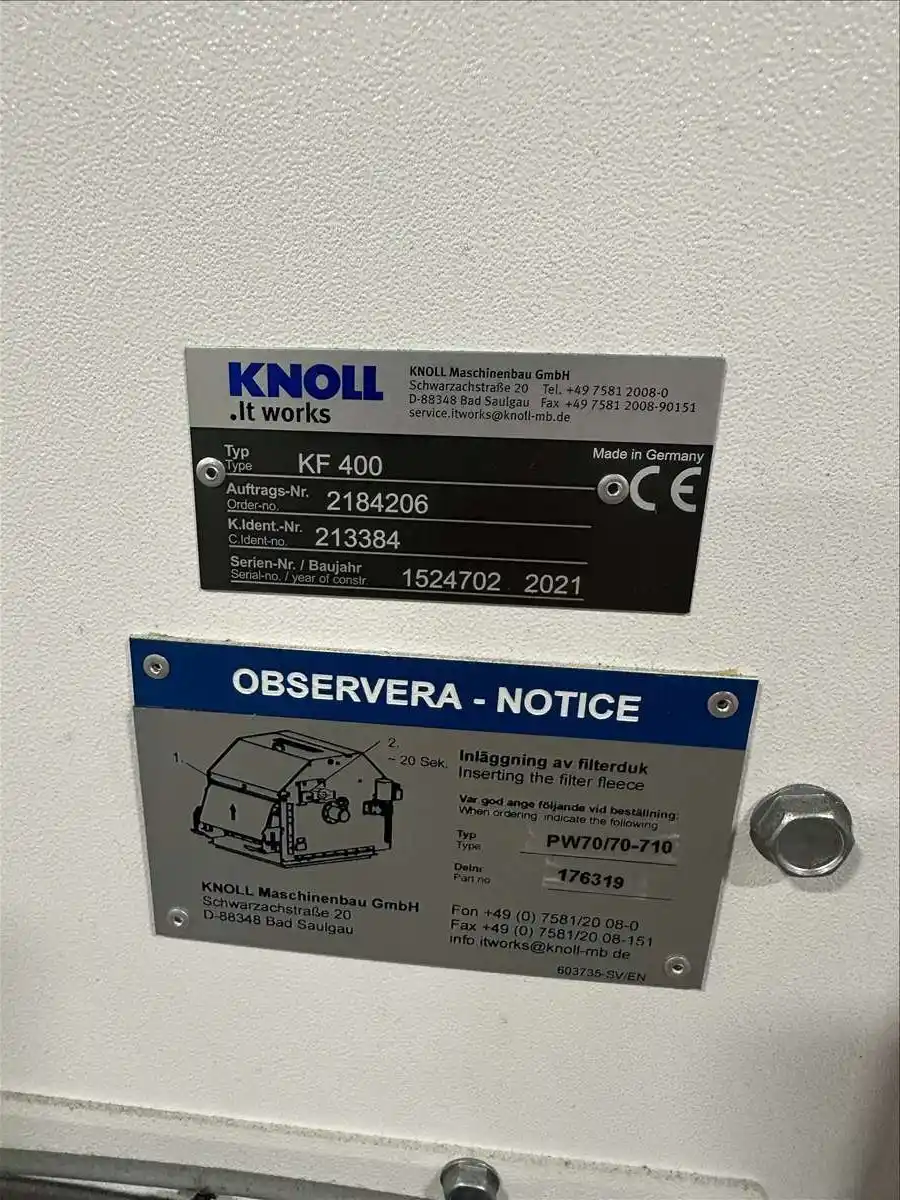 KNOLL
.It works
KNOLL Maschinenbau GmbH
Schwarzachstraße 20 Tel. +49 7581 2008-0
D-88348 Bad Saulgau Fax +49 7581 2008-90151
service.itworks@knoll-mb.de
Made in Germany
CE
Typ
Type KF 400
Auftrags-Nr.
Order-no. 2184206
K.Ident.-Nr.
C.Ident-no. 213384
Serien-Nr. / Baujahr
Serial-no. / year of constr. 1524702 2021
OBSERVERA - NOTICE
1.
2.
~ 20 Sek.
Inläggning av filterduk
Inserting the filter fleece
Var god ange följande vid beställning:
When ordering indicate the following
Typ
Type PW70/70-710
Delnr
Part no 176319
KNOLL Maschinenbau GmbH
Schwarzachstraße 20
D-88348 Bad Saulgau
Fon +49 (0) 7581/20 08-0
Fax +49 (0) 7581/20 08-151
info.itworks@knoll-mb.de
603735-SV/EN